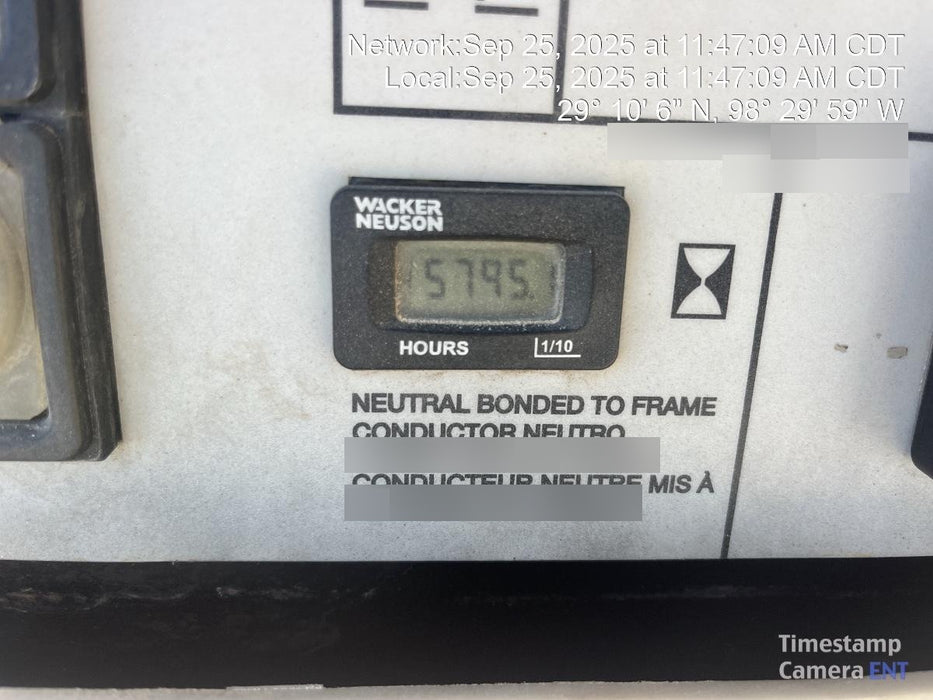 Network:Sep 25, 2025 at 11:47:09 AM CDT
Local:Sep 25, 2025 at 11:47:09 AM CDT
29° 10' 6" N, 98° 29' 59" W
WACKER
NEUSON
5795.
HOURS
1/10
NEUTRAL BONDED TO FRAME
CONDUCTOR NEUTRO
CONDUCTEUR NEUTRE MIS À
Timestamp
Camera ENT